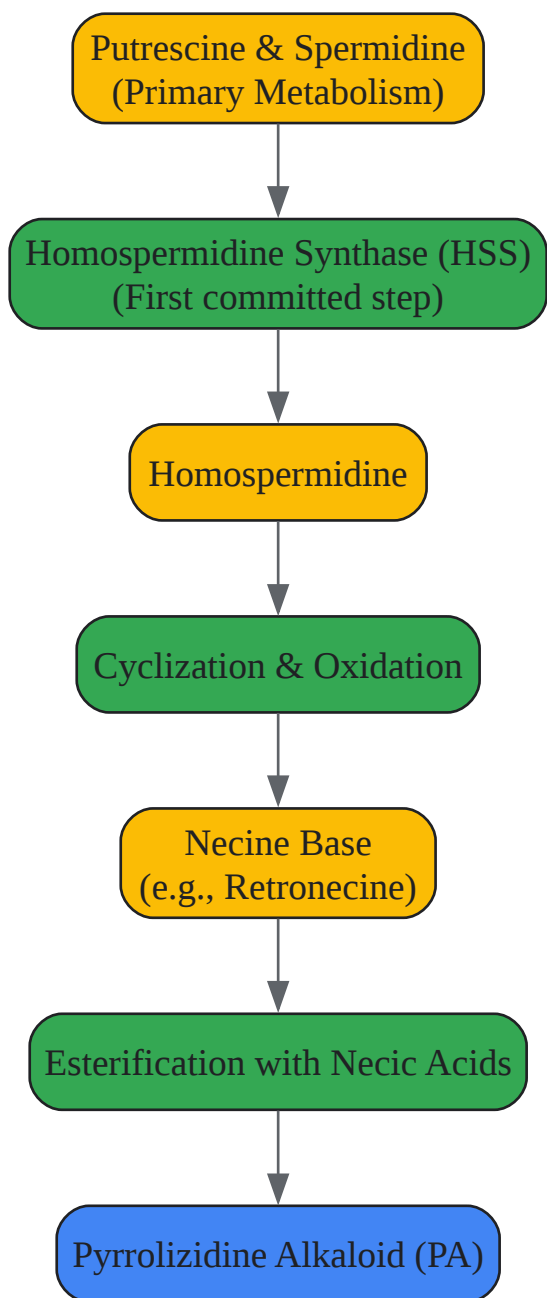 Putrescine & Spermidine
(Primary Metabolism)
Homospermidine Synthase (HSS)
(First committed step)
Homospermidine
Cyclization & Oxidation
Necine Base
(e.g., Retronecine)
Esterification with Necic Acids
Pyrrolizidine Alkaloid (PA)